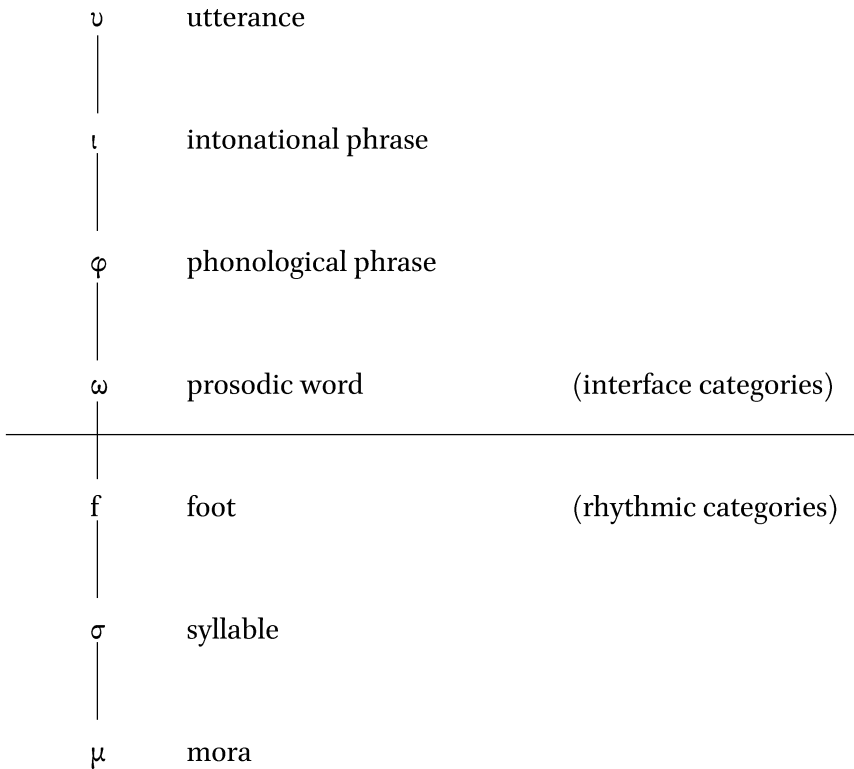 υ utterance
ι intonational phrase
φ phonological phrase
ω prosodic word (interface categories)
f foot (rhythmic categories)
σ syllable
μ mora